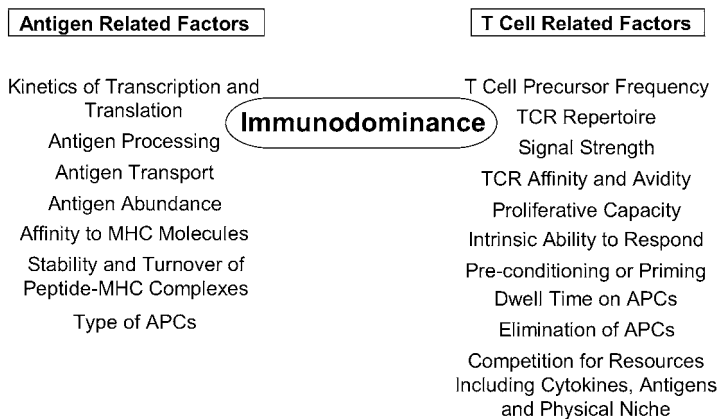 Antigen Related Factors
Kinetics of Transcription and
Translation
Antigen Processing
Antigen Transport
Antigen Abundance
Affinity to MHC Molecules
Stability and Turnover of
Peptide-MHC Complexes
Type of APCs
Immunodominance
T Cell Related Factors
T Cell Precursor Frequency
TCR Repertoire
Signal Strength
TCR Affinity and Avidity
Proliferative Capacity
Intrinsic Ability to Respond
Pre-conditioning or Priming
Dwell Time on APCs
Elimination of APCs
Competition for Resources
Including Cytokines, Antigens
and Physical Niche